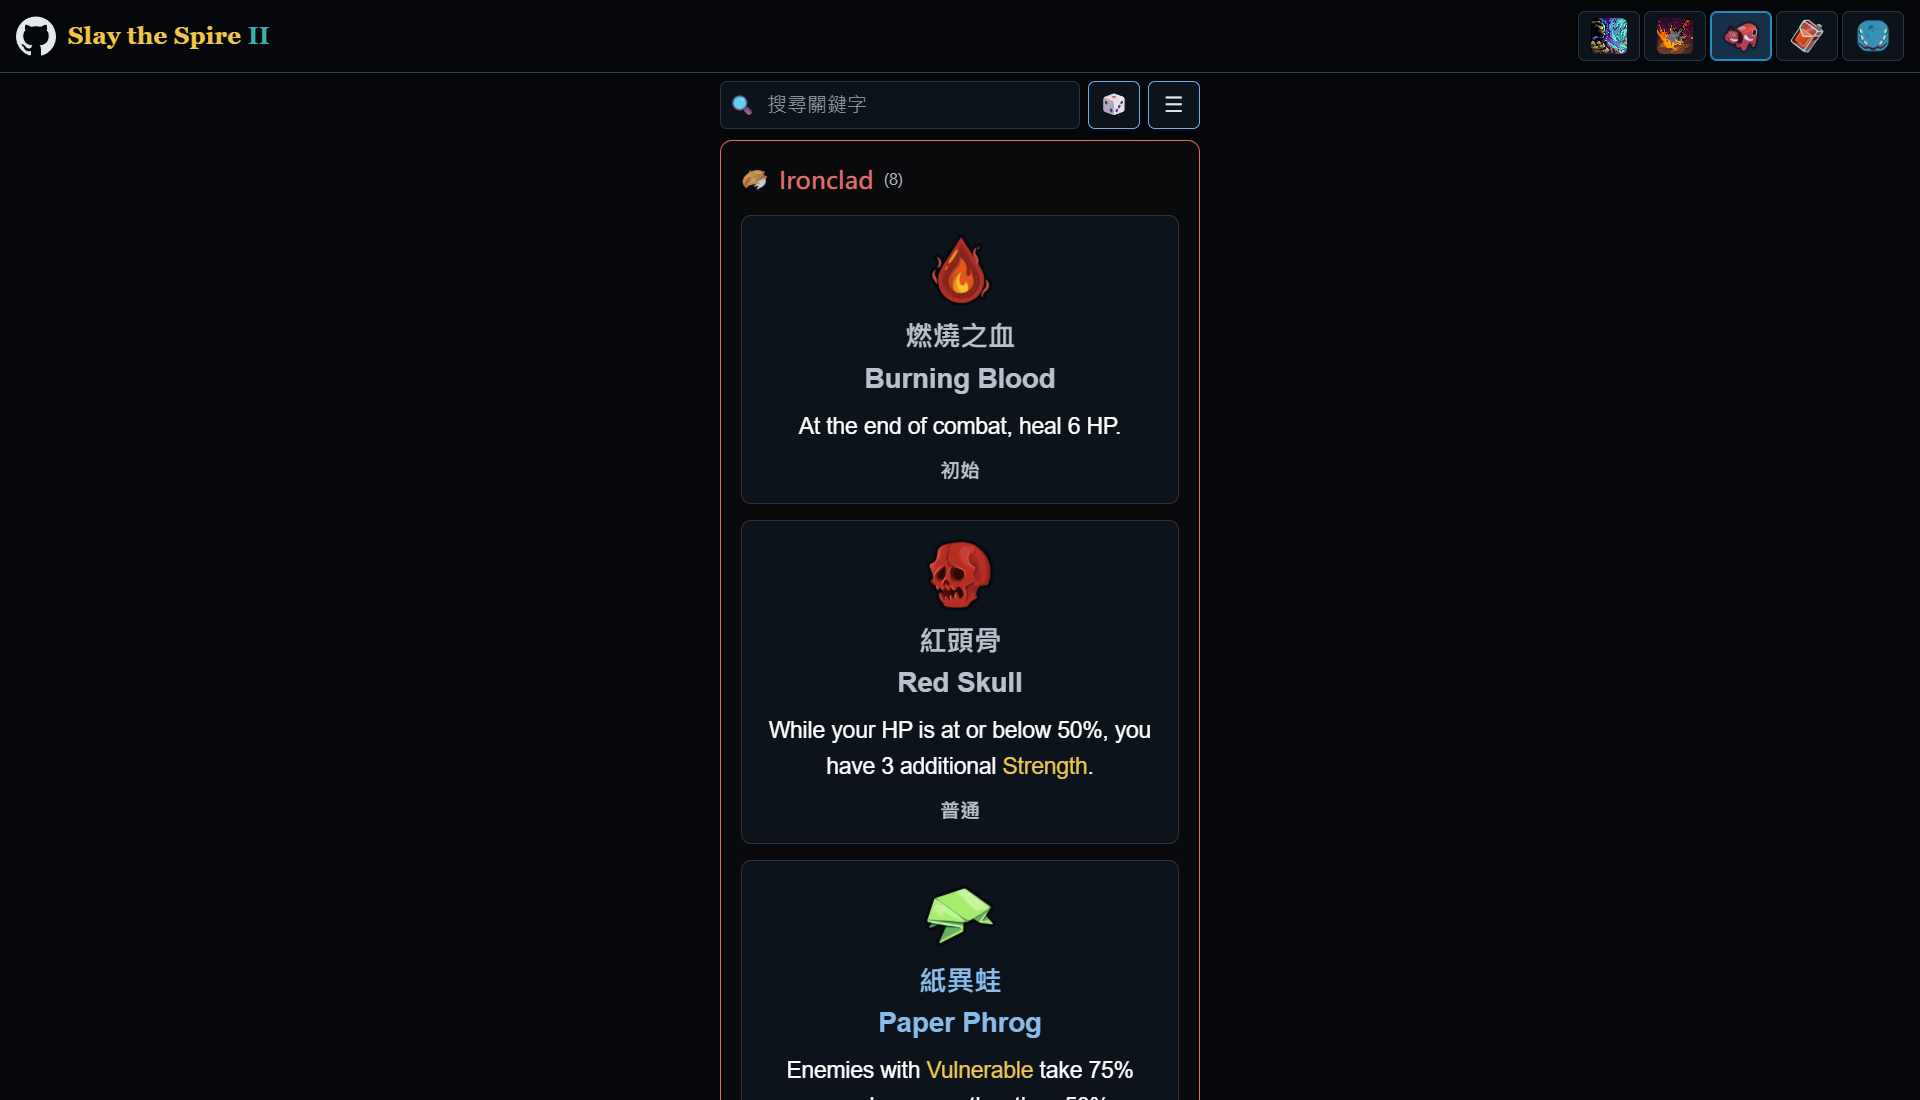 Slay the Spire II
搜尋關鍵字
Ironclad (8)
燃燒之血
Burning Blood
At the end of combat, heal 6 HP.
初始
紅頭骨
Red Skull
While your HP is at or below 50%, you
have 3 additional Strength.
普通
紙異蛙
Paper Phrog
Enemies with Vulnerable take 75%